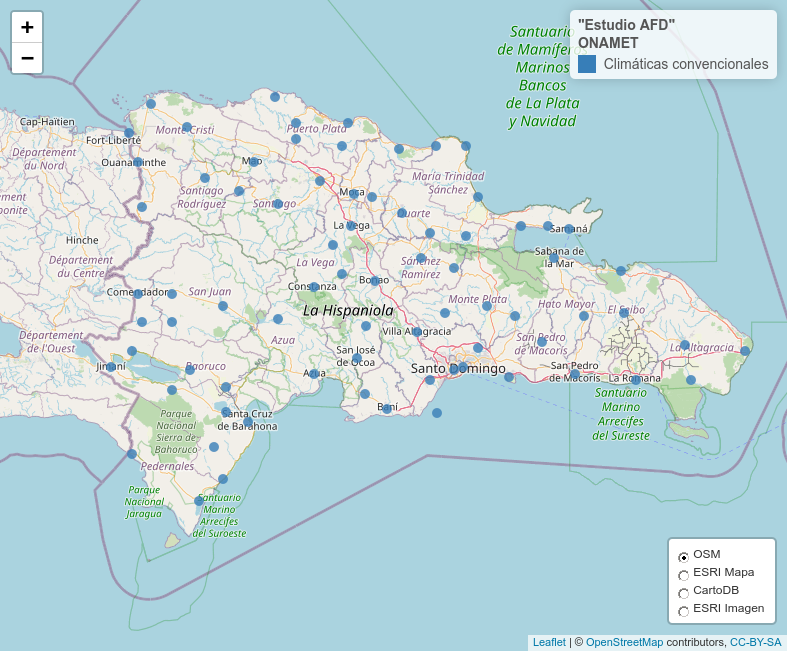 +
−
"Estudio AFD"
ONAMET
Climáticas convencionales
Santuario
de Mamíferos
Marinos
Bancos
de La Plata
y Navidad
Cap-Haïtien
Fort-Liberté
Monte Cristi
Puerto Plata
Département
du Nord
Ouanaminthe
Mao
María Trinidad
Sánchez
Santiago
Rodríguez
Santiago
Moca
Duarte
La Vega
Samaná
Hinche
Département
du Centre
Sabana de
la Mar
La Vega
Sánchez
Ramírez
Comendador
San Juan
Constanza
Bonao
Monte Plata
Hato Mayor
El Seibo
La Hispaniola
Département
de l'Ouest
Azua
Villa Altagracia
San Pedro
de Macorís
La Altagracia
San José
de Ocoa
Jimaní
Baoruco
Azua
Santo Domingo
San Pedro
de Macorís
La Romana
Parque
Nacional
Sierra de
Bahoruco
Santa Cruz
de Barahona
Baní
Santuario
Marino
Arrecifes
del Sureste
Pedernales
Parque
Nacional
Jaragua
Santuario
Marino
Arrecifes
del Suroeste
OSM
ESRI Mapa
CartoDB
ESRI Imagen
Leaflet | © OpenStreetMap contributors, CC-BY-SA